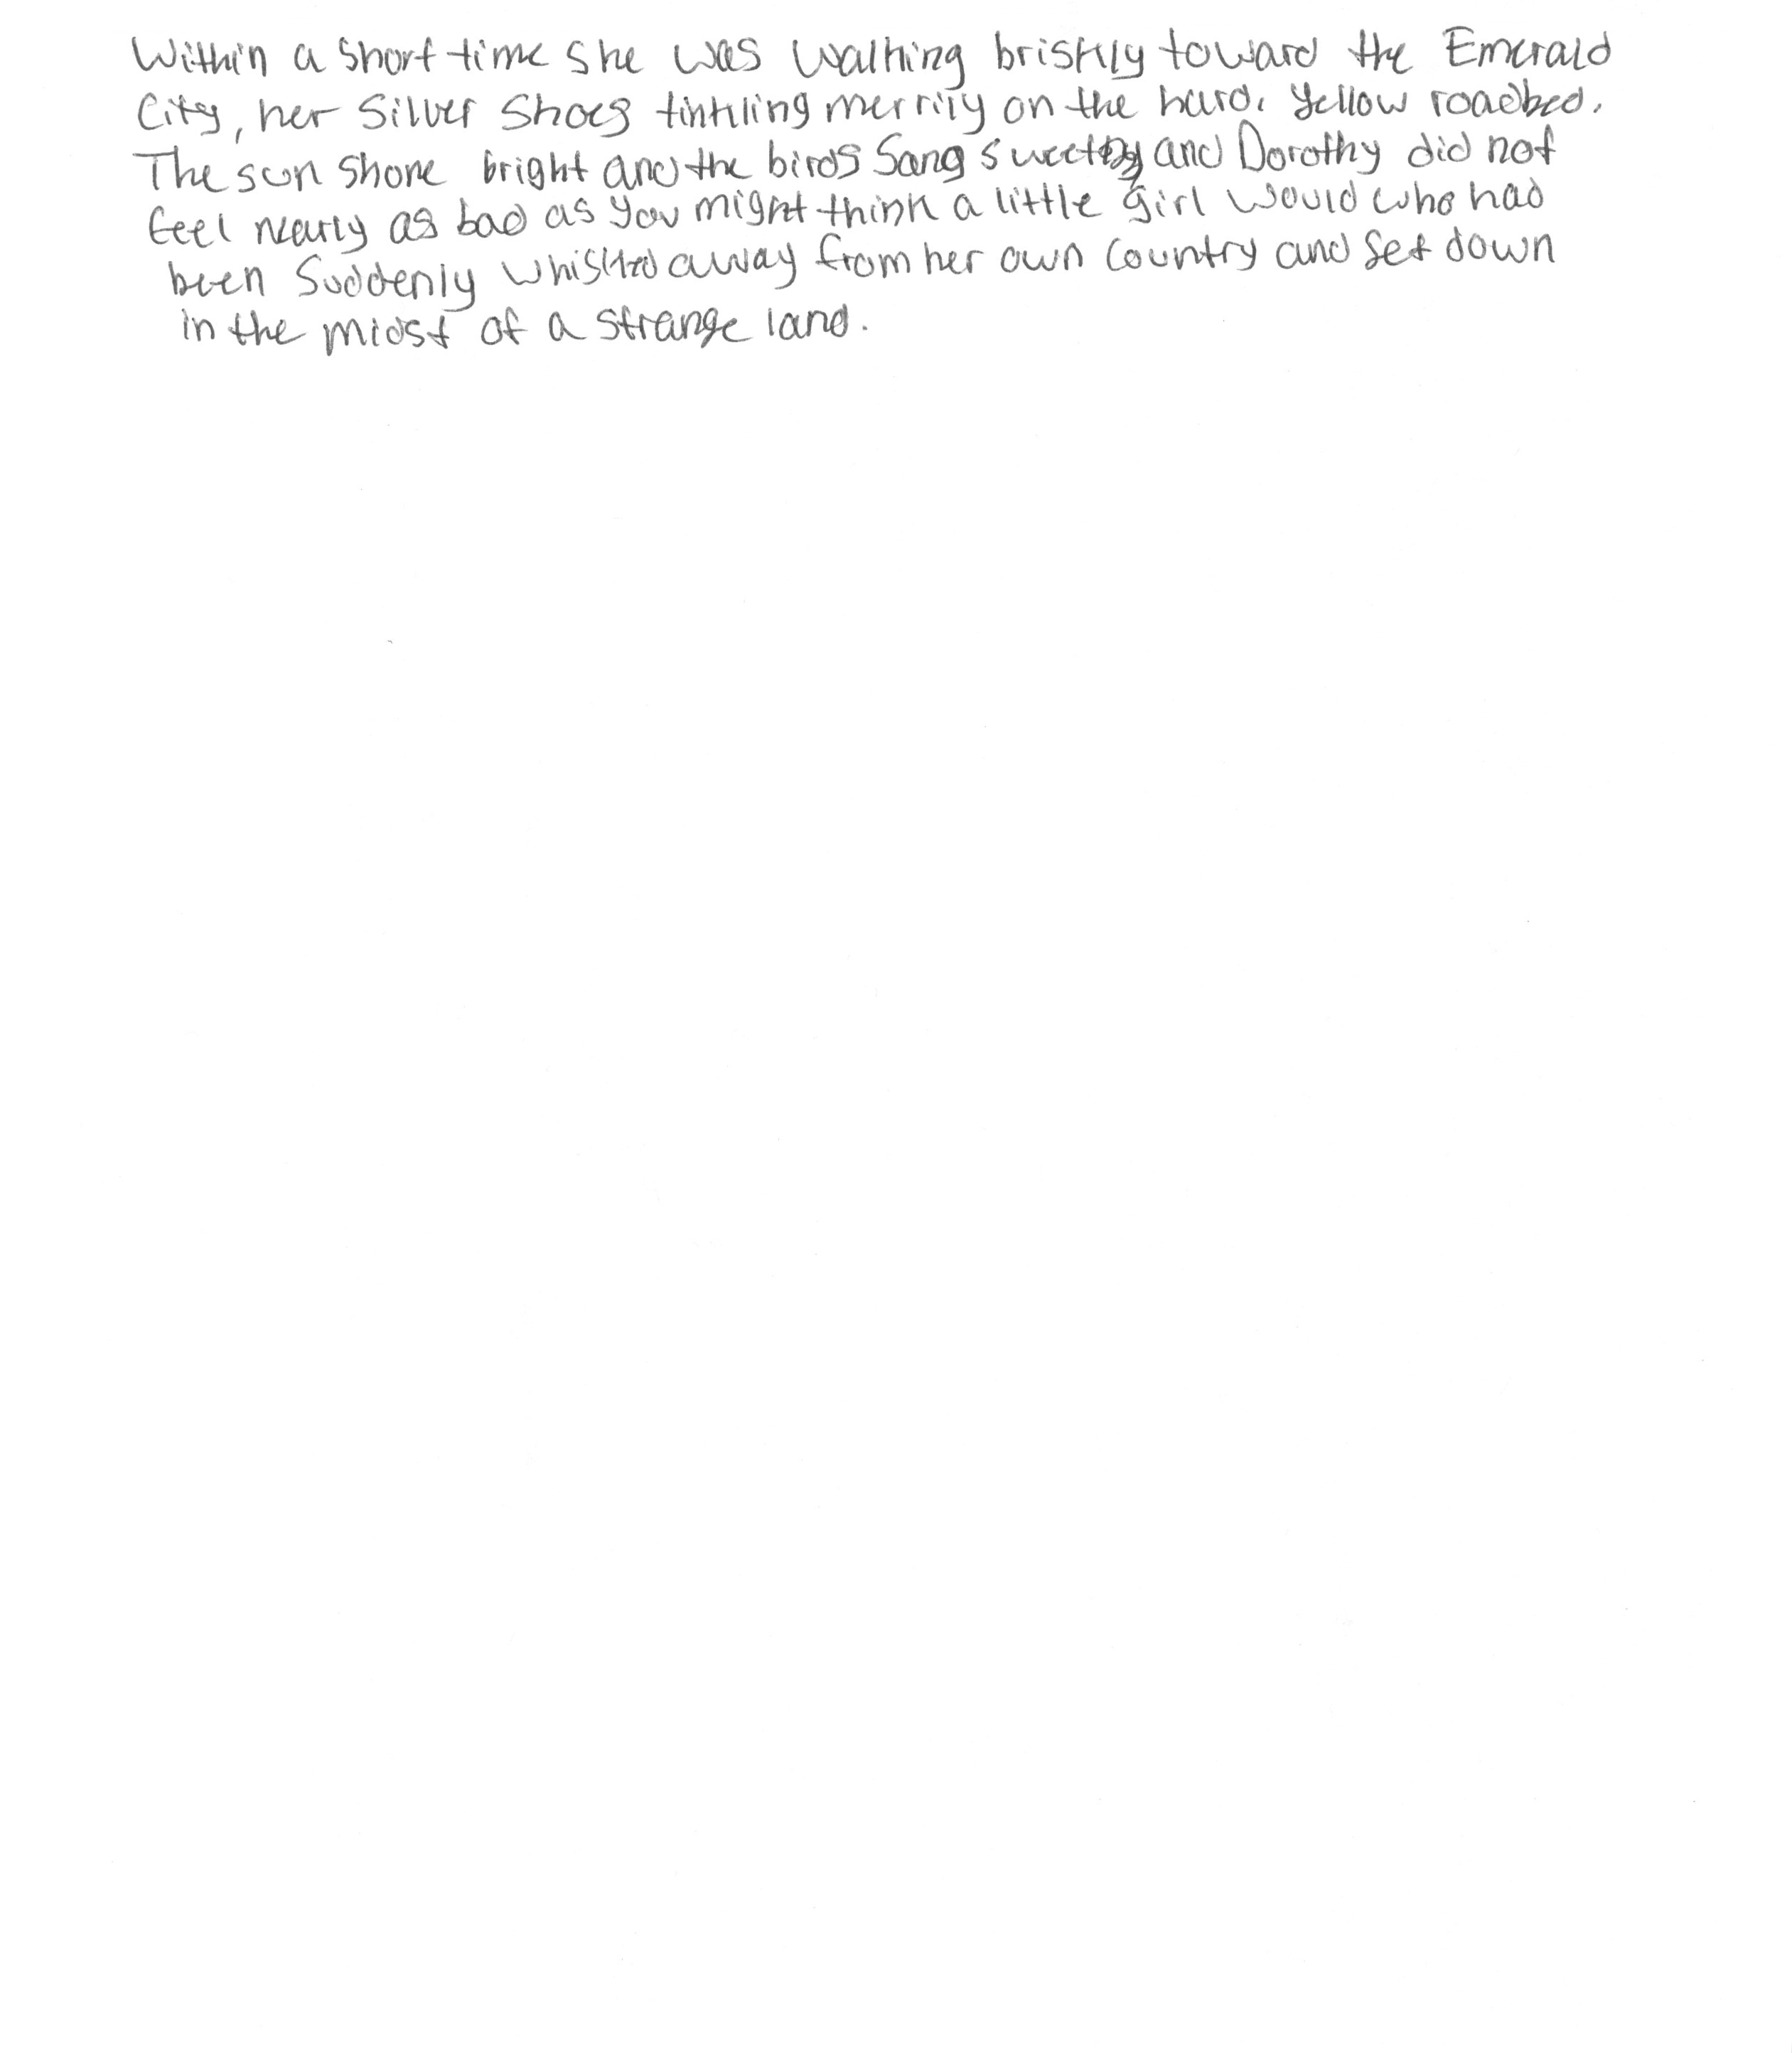 Within a short time she was walking briskly toward the Emerald
City, her Silver Shoes tinkling merrily on the hard, yellow roadbed.
The sun shone bright and the birds sang sweetly and Dorothy did not
feel nearly as bad as you might think a little girl would who had
been suddenly whisked away from her own country and set down
in the midst of a strange land.